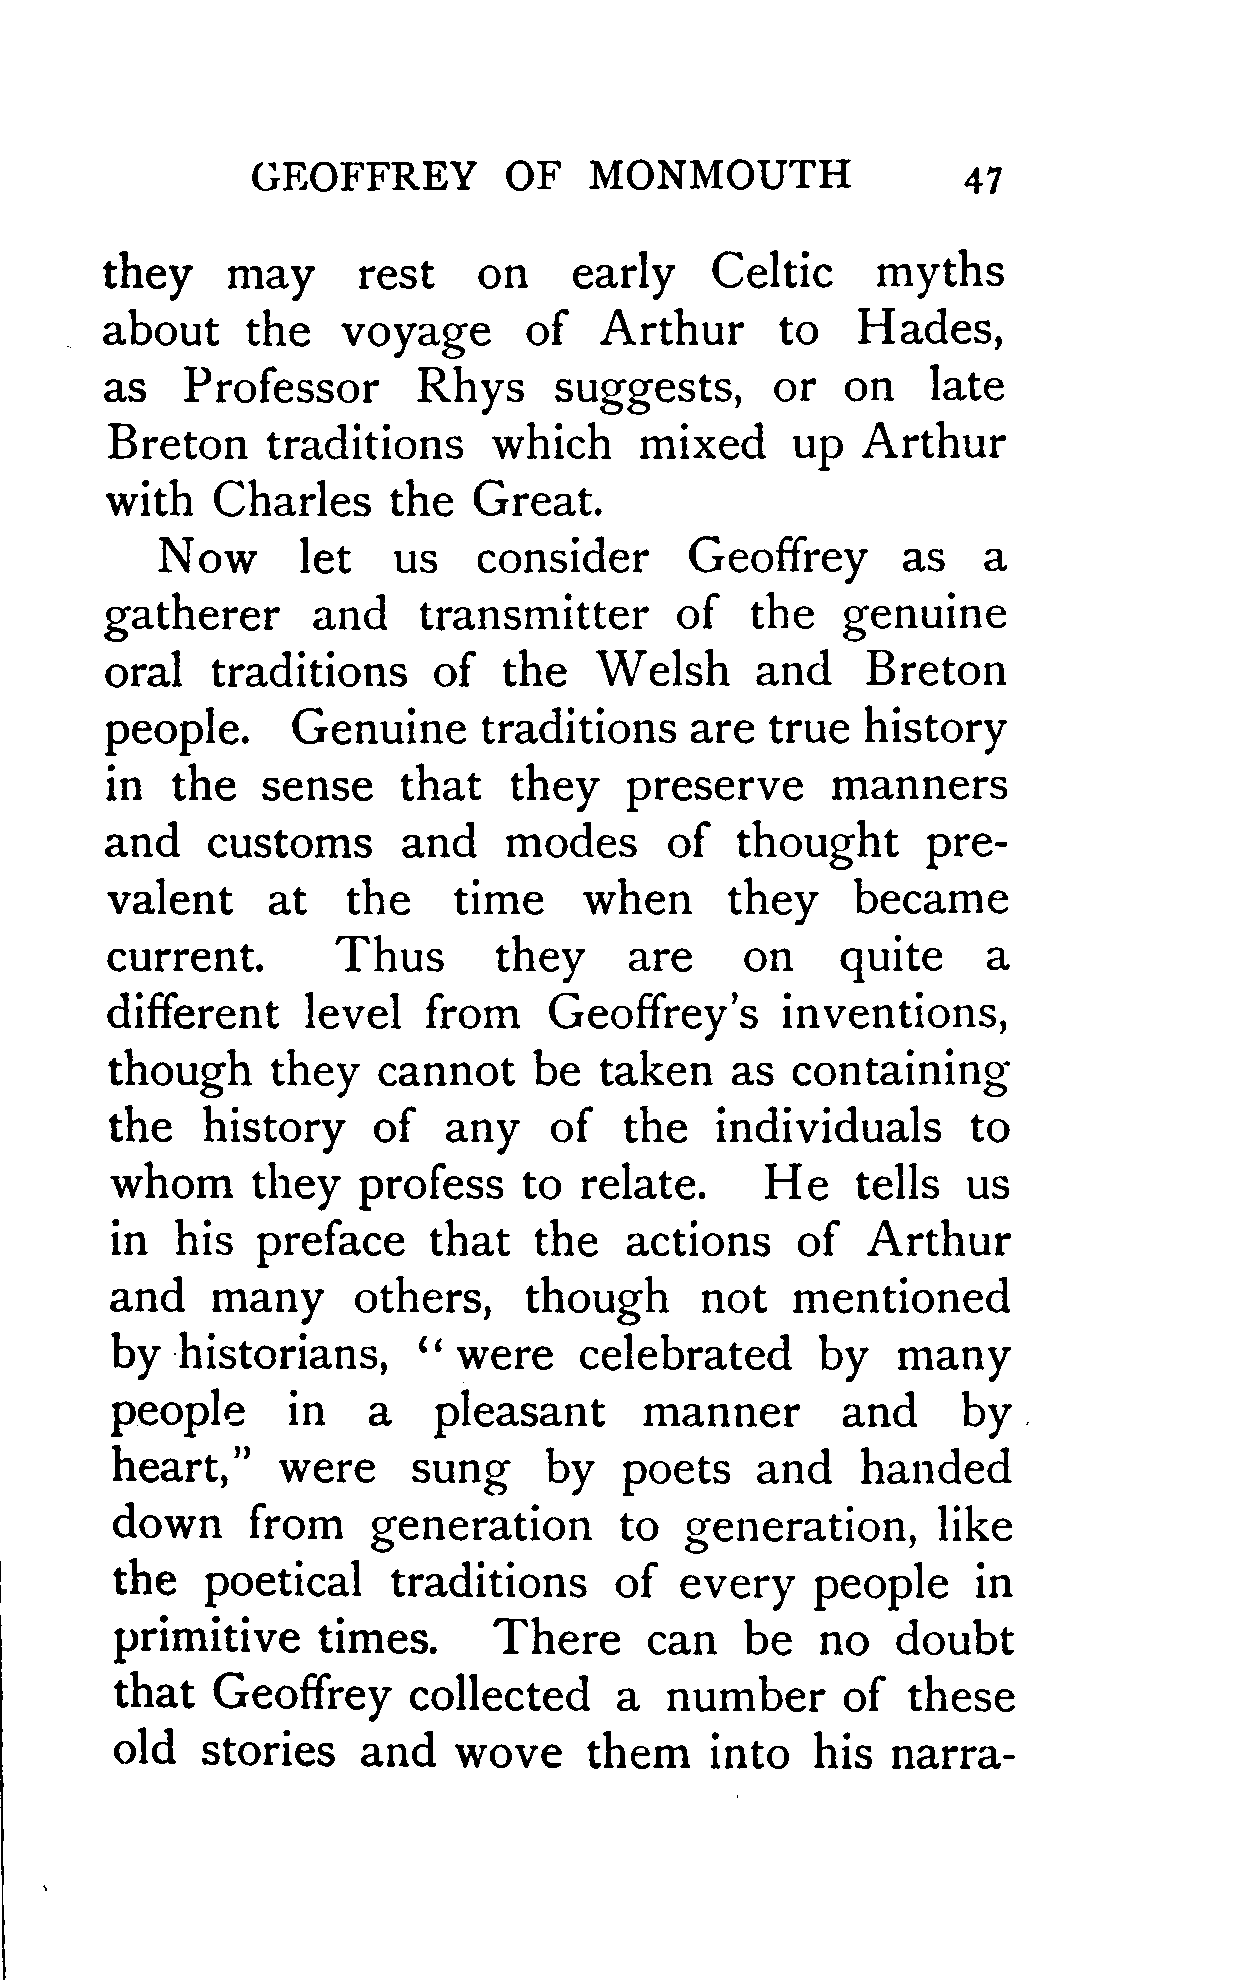 GEOFFREY OF MONMOUTH 47
they may rest on early Celtic myths
about the voyage of Arthur to Hades,
as Professor Rhys suggests, or on late
Breton traditions which mixed up Arthur
with Charles the Great.
Now let us consider Geoffrey as a
gatherer and transmitter of the genuine
oral traditions of the Welsh and Breton
people. Genuine traditions are true history
in the sense that they preserve manners
and customs and modes of thought pre-
valent at the time when they became
current. Thus they are on quite a
different level from Geoffrey's inventions,
though they cannot be taken as containing
the history of any of the individuals to
whom they profess to relate. He tells us
in his preface that the actions of Arthur
and many others, though not mentioned
by historians, "were celebrated by many
people in a pleasant manner and by
heart," were sung by poets and handed
down from generation to generation, like
the poetical traditions of every people in
primitive times. There can be no doubt
that Geoffrey collected a number of these
old stories and wove them into his narra-